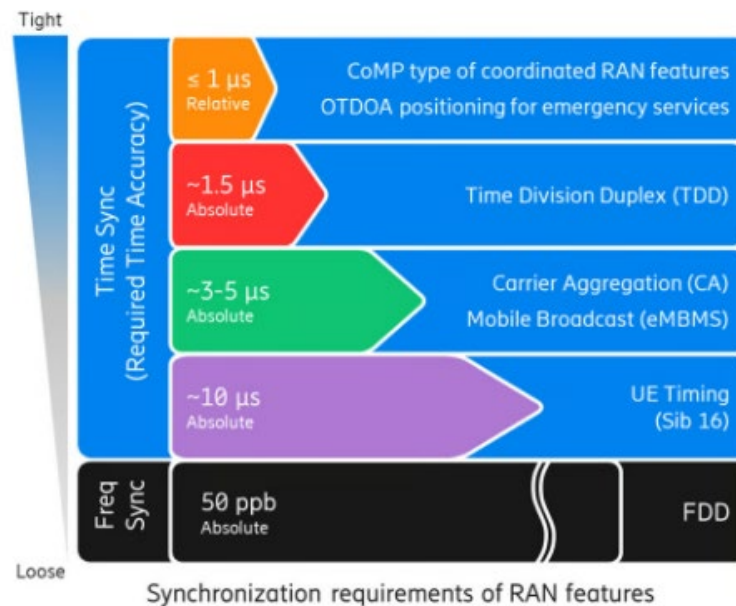 Tight
Time Sync
(Required Time Accuracy)
≤ 1 µs
Relative
CoMP type of coordinated RAN features
OTDOA positioning for emergency services
~1.5 µs
Absolute
Time Division Duplex (TDD)
~3-5 µs
Absolute
Carrier Aggregation (CA)
Mobile Broadcast (eMBMS)
~10 µs
Absolute
UE Timing
(Sib 16)
Freq
Sync
50 ppb
Absolute
FDD
Loose
Synchronization requirements of RAN features